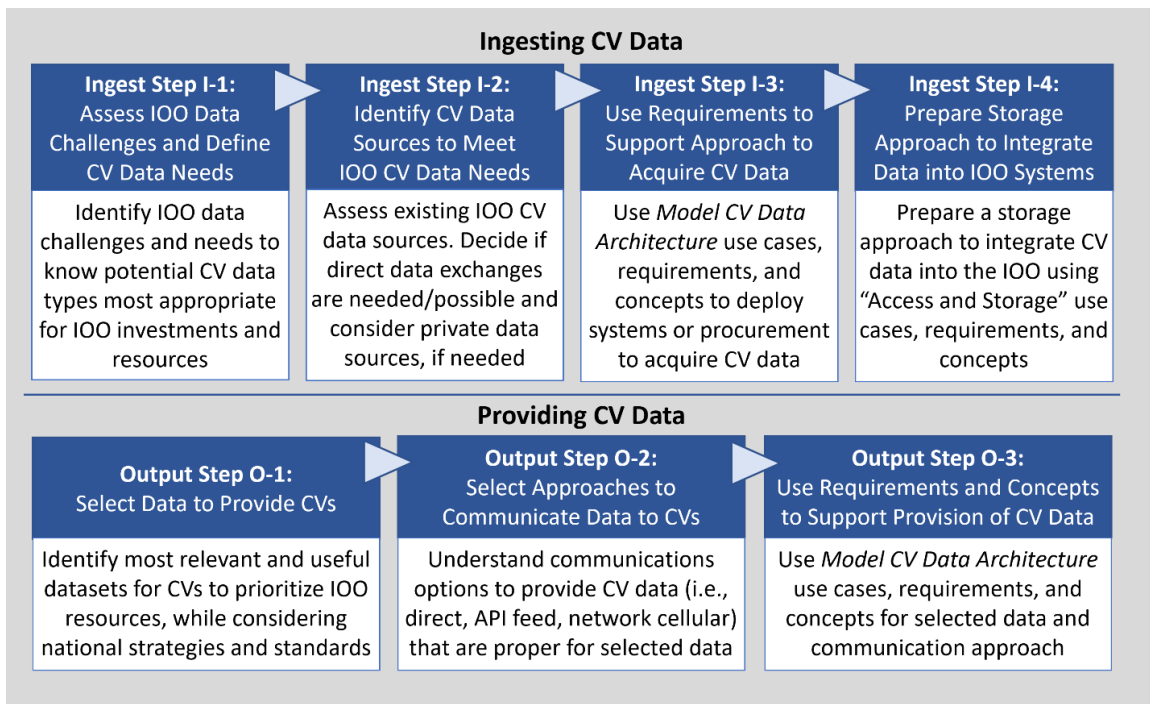 Ingesting CV Data
Ingest Step I-1:
Assess IOO Data
Challenges and Define
CV Data Needs
Identify IOO data
challenges and needs to
know potential CV data
types most appropriate
for IOO investments and
resources
Ingest Step I-2:
Identify CV Data
Sources to Meet
IOO CV Data Needs
Assess existing IOO CV
data sources. Decide if
direct data exchanges
are needed/possible and
consider private data
sources, if needed
Ingest Step I-3:
Use Requirements to
Support Approach to
Acquire CV Data
Use Model CV Data
Architecture use cases,
requirements, and
concepts to deploy
systems or procurement
to acquire CV data
Ingest Step I-4:
Prepare Storage
Approach to Integrate
Data into IOO Systems
Prepare a storage
approach to integrate CV
data into the IOO using
“Access and Storage” use
cases, requirements, and
concepts
Providing CV Data
Output Step O-1:
Select Data to Provide CVs
Identify most relevant and useful
datasets for CVs to prioritize IOO
resources, while considering
national strategies and standards
Output Step O-2:
Select Approaches to
Communicate Data to CVs
Understand communications
options to provide CV data (i.e.,
direct, API feed, network cellular)
that are proper for selected data
Output Step O-3:
Use Requirements and Concepts
to Support Provision of CV Data
Use Model CV Data Architecture
use cases, requirements, and
concepts for selected data and
communication approach